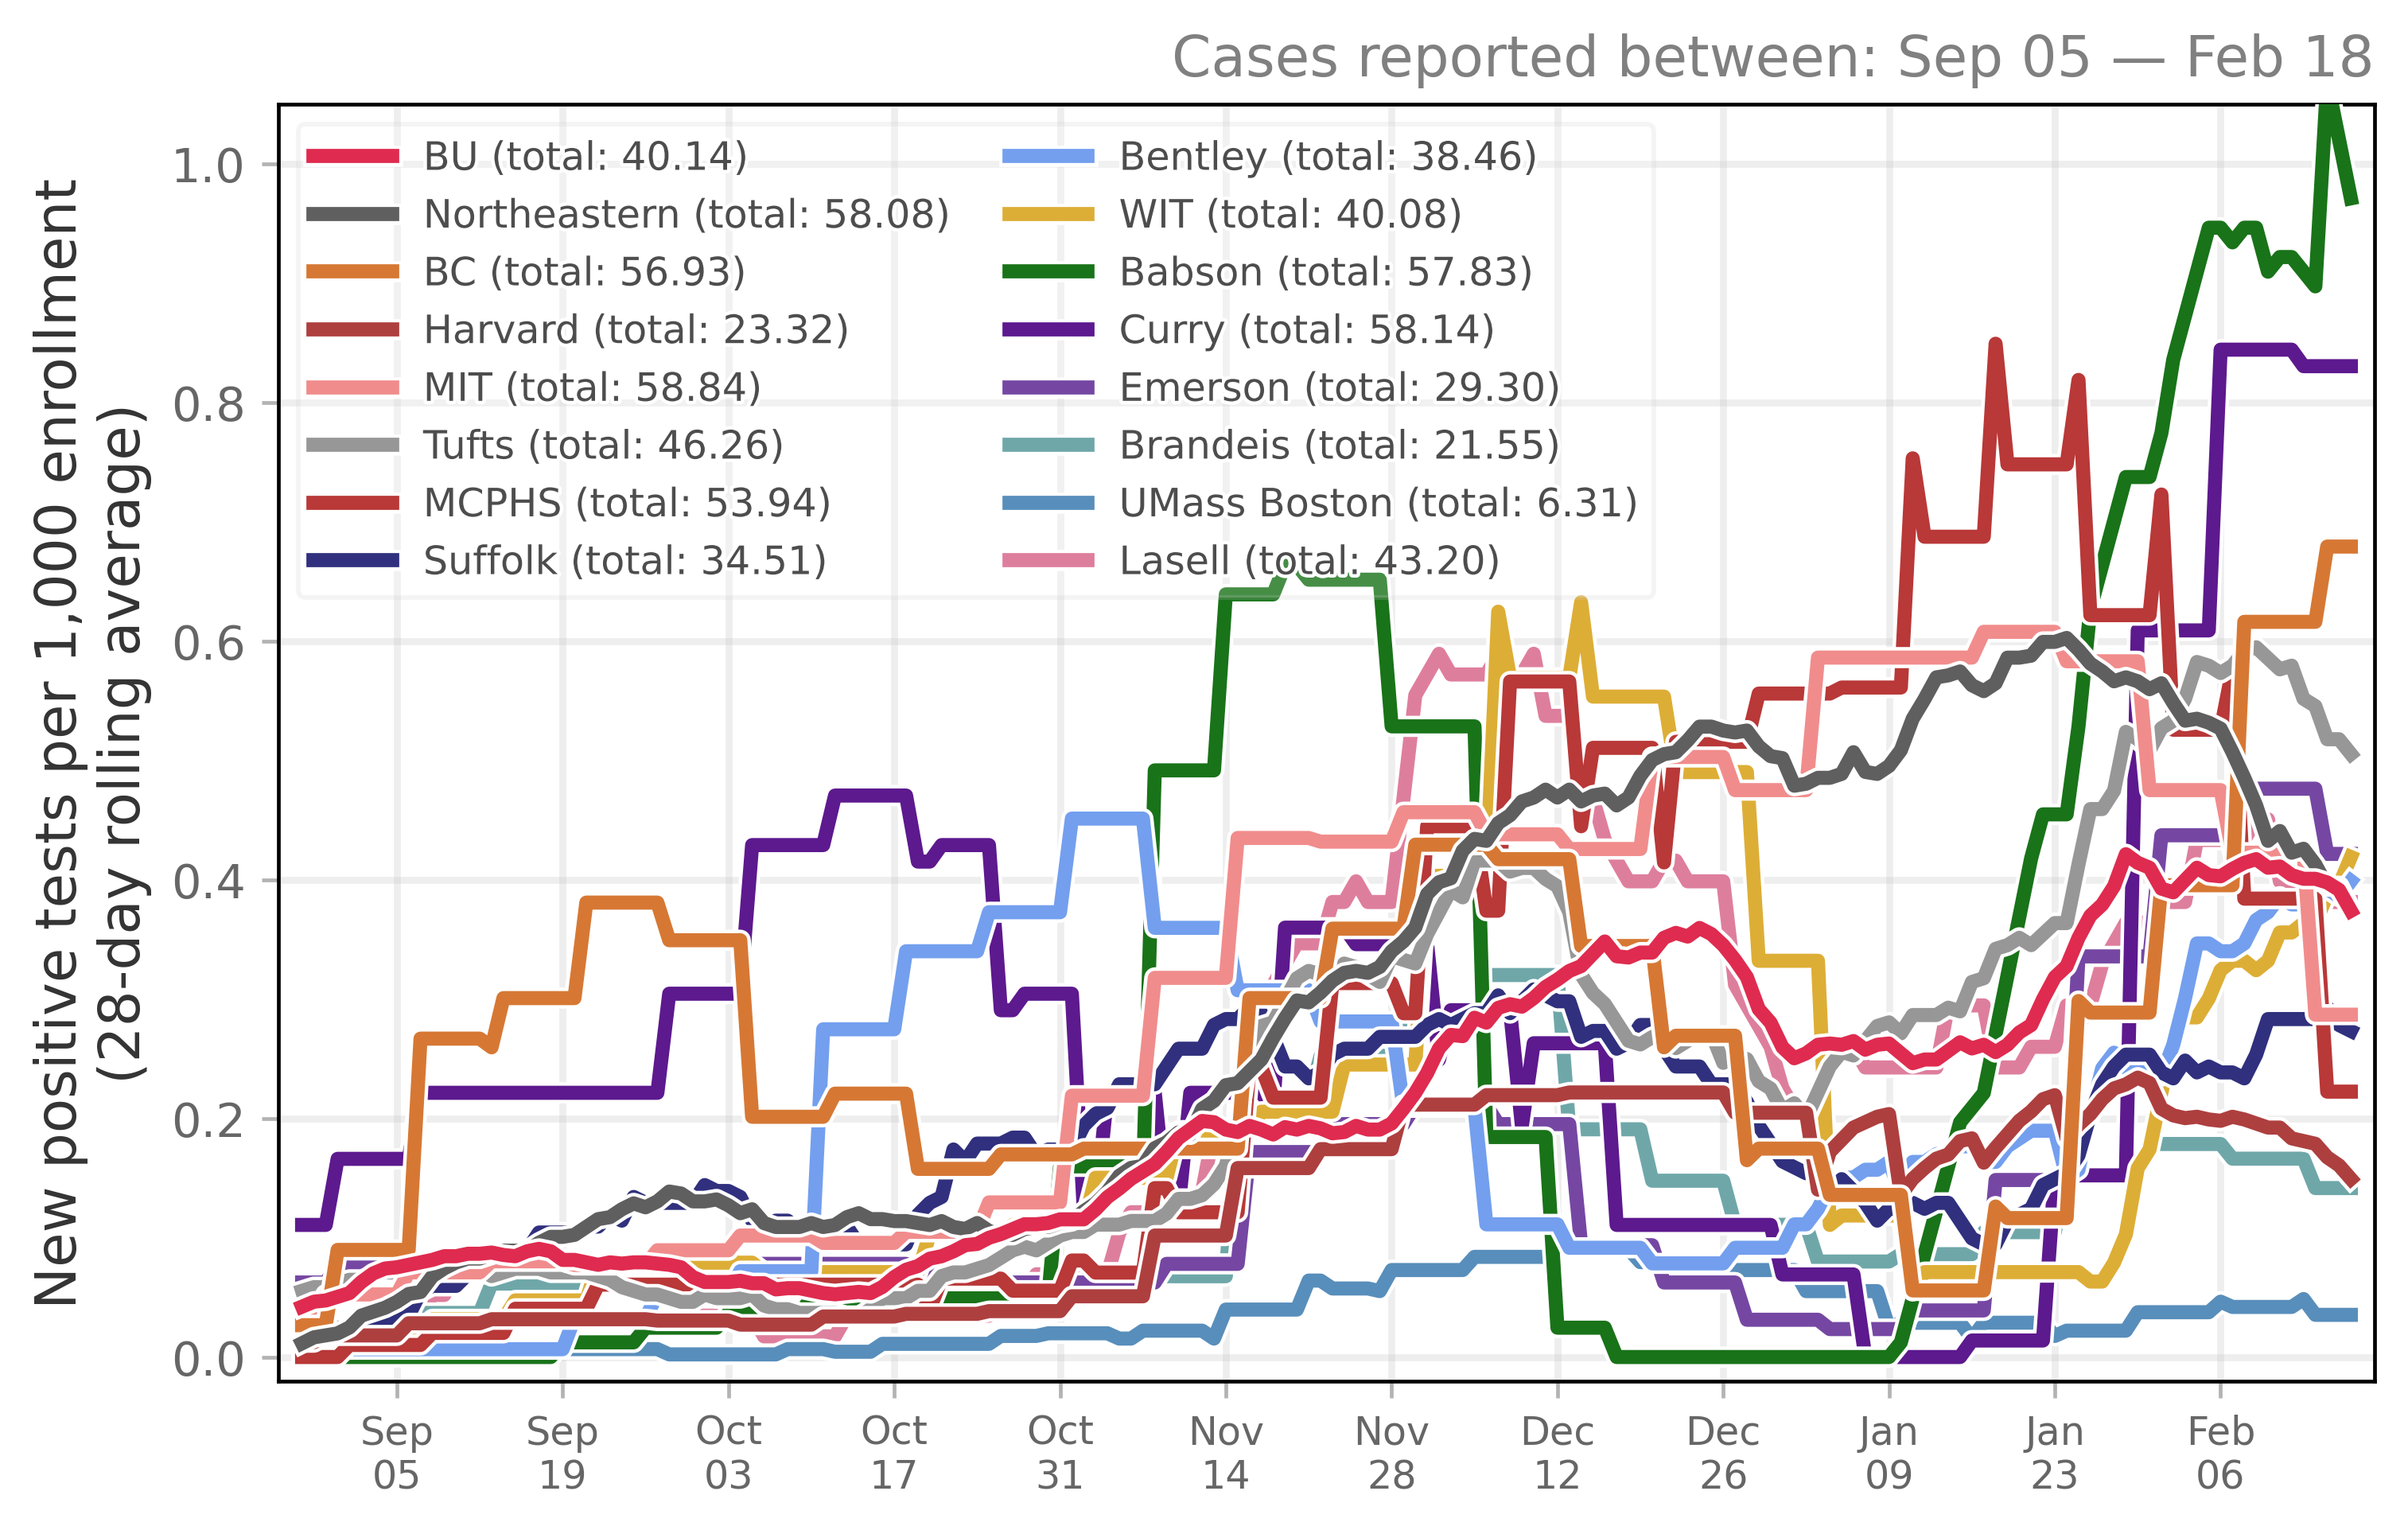 Cases reported between: Sep 05 — Feb 18
New positive tests per 1,000 enrollment
(28-day rolling average)
1.0
0.8
0.6
0.4
0.2
0.0
BU (total: 40.14)
Northeastern (total: 58.08)
BC (total: 56.93)
Harvard (total: 23.32)
MIT (total: 58.84)
Tufts (total: 46.26)
MCPHS (total: 53.94)
Suffolk (total: 34.51)
Bentley (total: 38.46)
WIT (total: 40.08)
Babson (total: 57.83)
Curry (total: 58.14)
Emerson (total: 29.30)
Brandeis (total: 21.55)
UMass Boston (total: 6.31)
Lasell (total: 43.20)
Sep
05
Sep
19
Oct
03
Oct
17
Oct
31
Nov
14
Nov
28
Dec
12
Dec
26
Jan
09
Jan
23
Feb
06